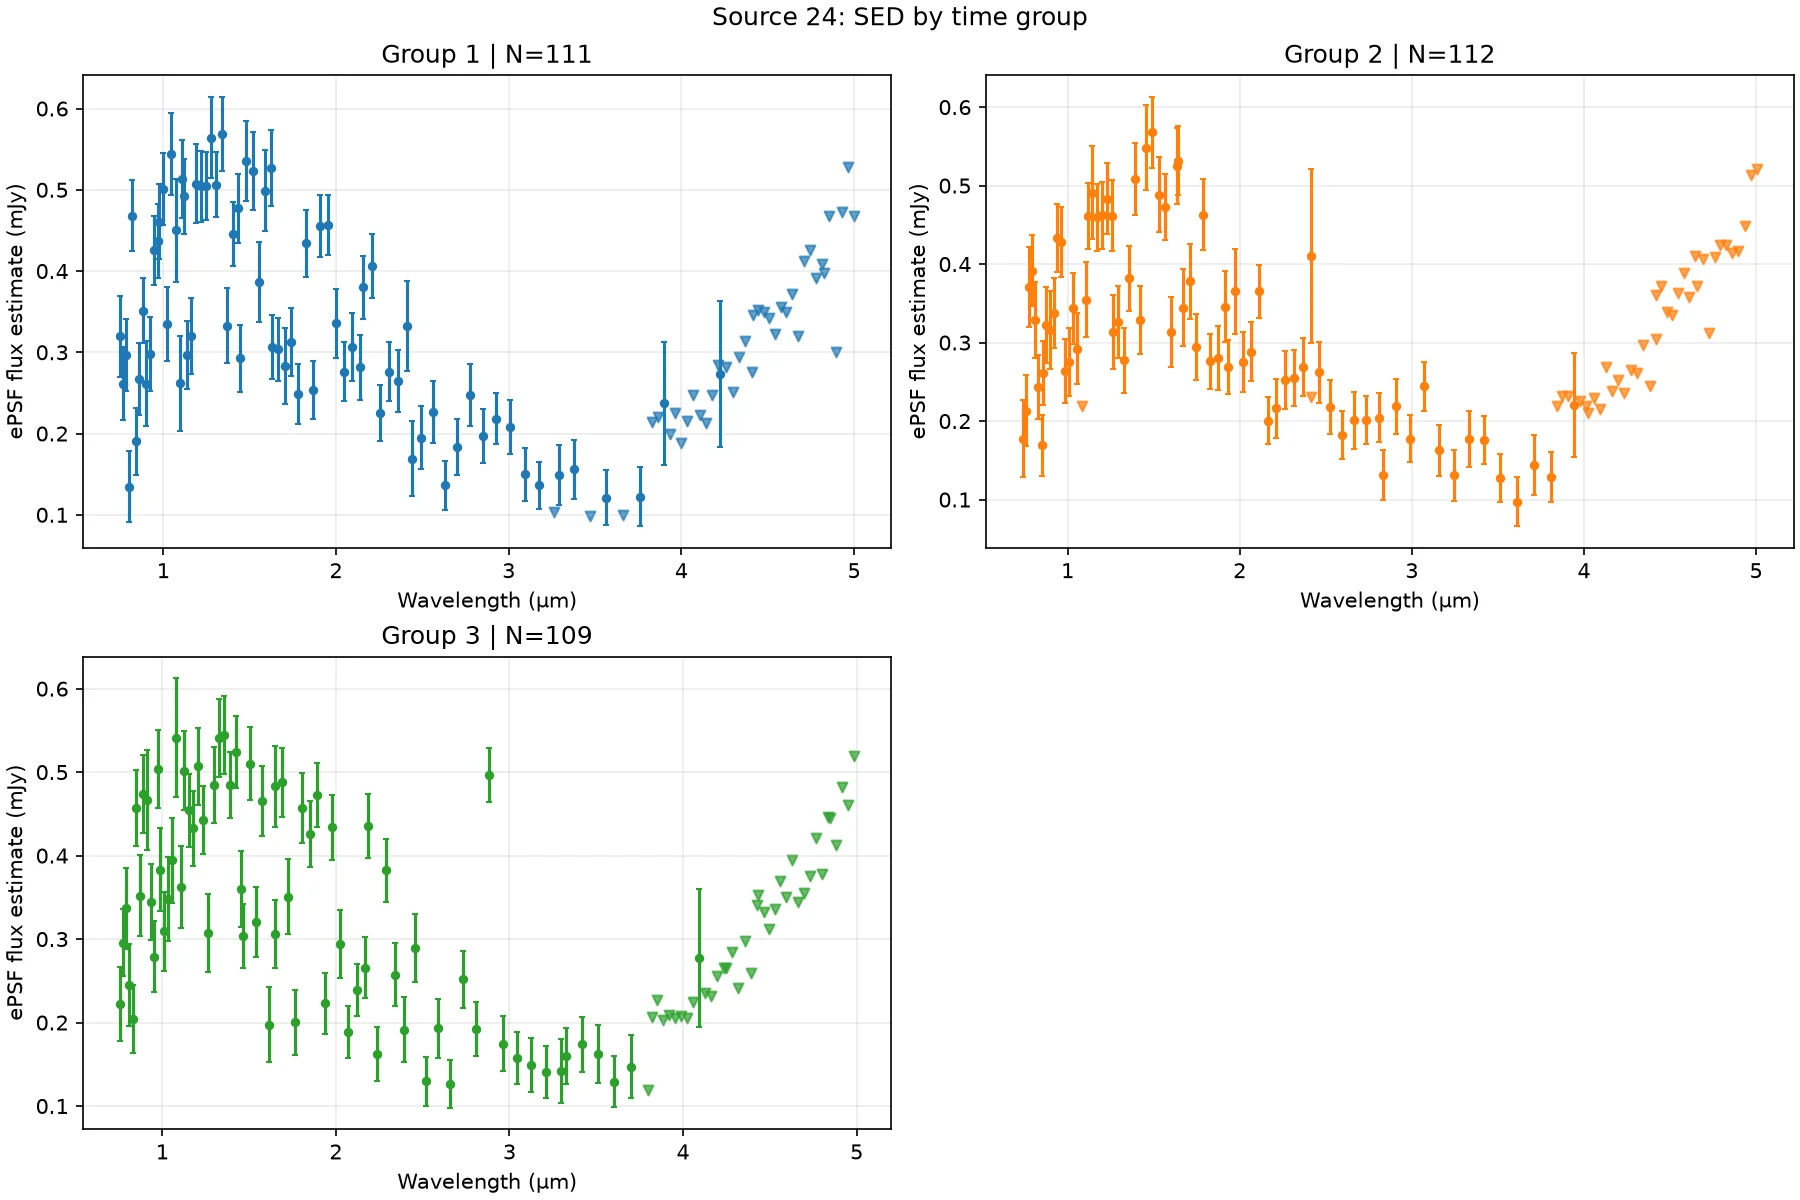 Source 24: SED by time group
Group 1 | N=111
ePSF flux estimate (mJy)
0.6
0.5
0.4
0.3
0.2
0.1
1 2 3 4 5
Wavelength (μm)
Group 2 | N=112
ePSF flux estimate (mJy)
0.6
0.5
0.4
0.3
0.2
0.1
1 2 3 4 5
Wavelength (μm)
Group 3 | N=109
ePSF flux estimate (mJy)
0.6
0.5
0.4
0.3
0.2
0.1
1 2 3 4 5
Wavelength (μm)